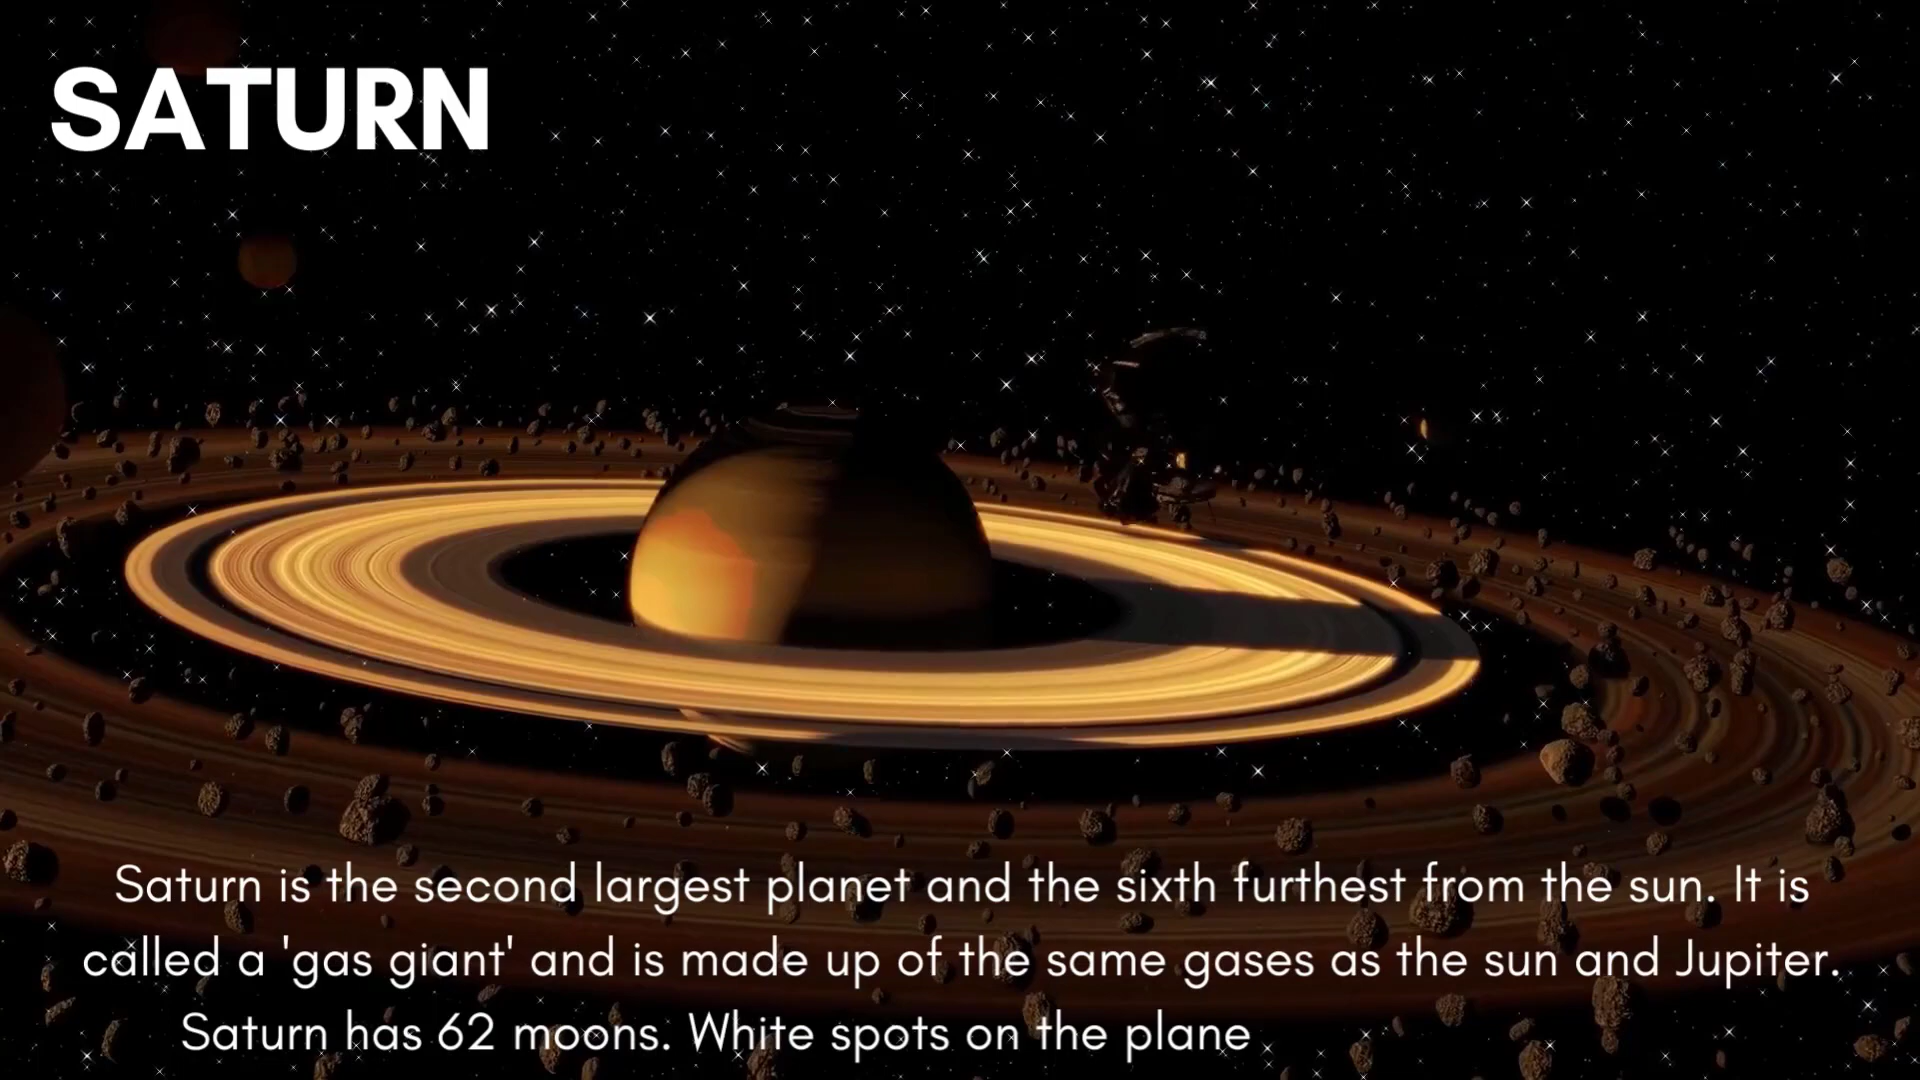 SATURN
Saturn is the second largest planet and the sixth furthest from the sun. It is
called a 'gas giant' and is made up of the same gases as the sun and Jupiter.
Saturn has 62 moons. White spots on the plane